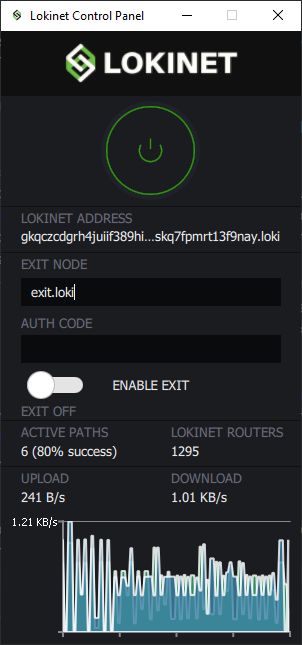 Lokinet Control Panel
LOKINET
LOKINET ADDRESS
gkqczcdgrh4juiif389hi...skq7fpmrt13f9nay.loki
EXIT NODE
exit.loki
AUTH CODE
ENABLE EXIT
EXIT OFF
ACTIVE PATHS LOKINET ROUTERS
6 (80% success) 1295
UPLOAD DOWNLOAD
241 B/s 1.01 KB/s
1.21 KB/s